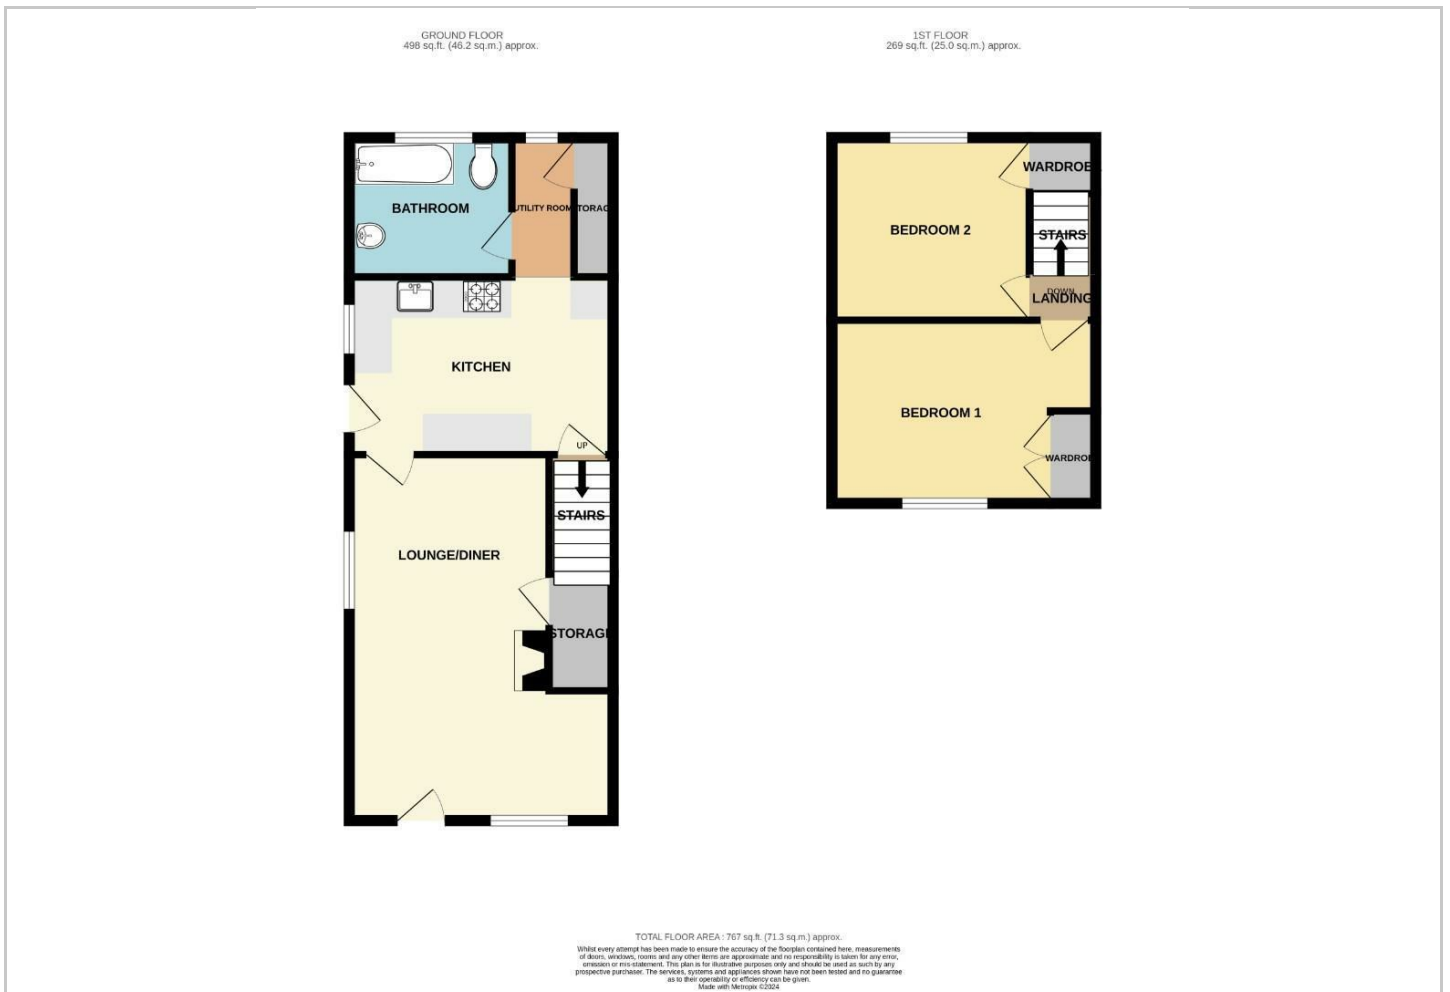 GROUND FLOOR
498 sq.ft. (46.2 sq.m.) approx.
1ST FLOOR
269 sq.ft. (25.0 sq.m.) approx.
BATHROOM
UTILITY ROOM
TORAG
KITCHEN
UP
STAIRS
LOUNGE/DINER
STORAGE
WARDROBE
BEDROOM 2
STAIRS
DOWN
LANDING
BEDROOM 1
WARDROB
TOTAL FLOOR AREA : 767 sq.ft. (71.3 sq.m.) approx.
Whilst every attempt has been made to ensure the accuracy of the floorplan contained here, measurements
of doors, windows, rooms and any other items are approximate and no responsibility is taken for any error,
omission or mis-statement. This plan is for illustrative purposes only and should be used as such by any
prospective purchaser. The services, systems and appliances shown have not been tested and no guarantee
as to their operability or efficiency can be given.
Made with Metropix ©2024